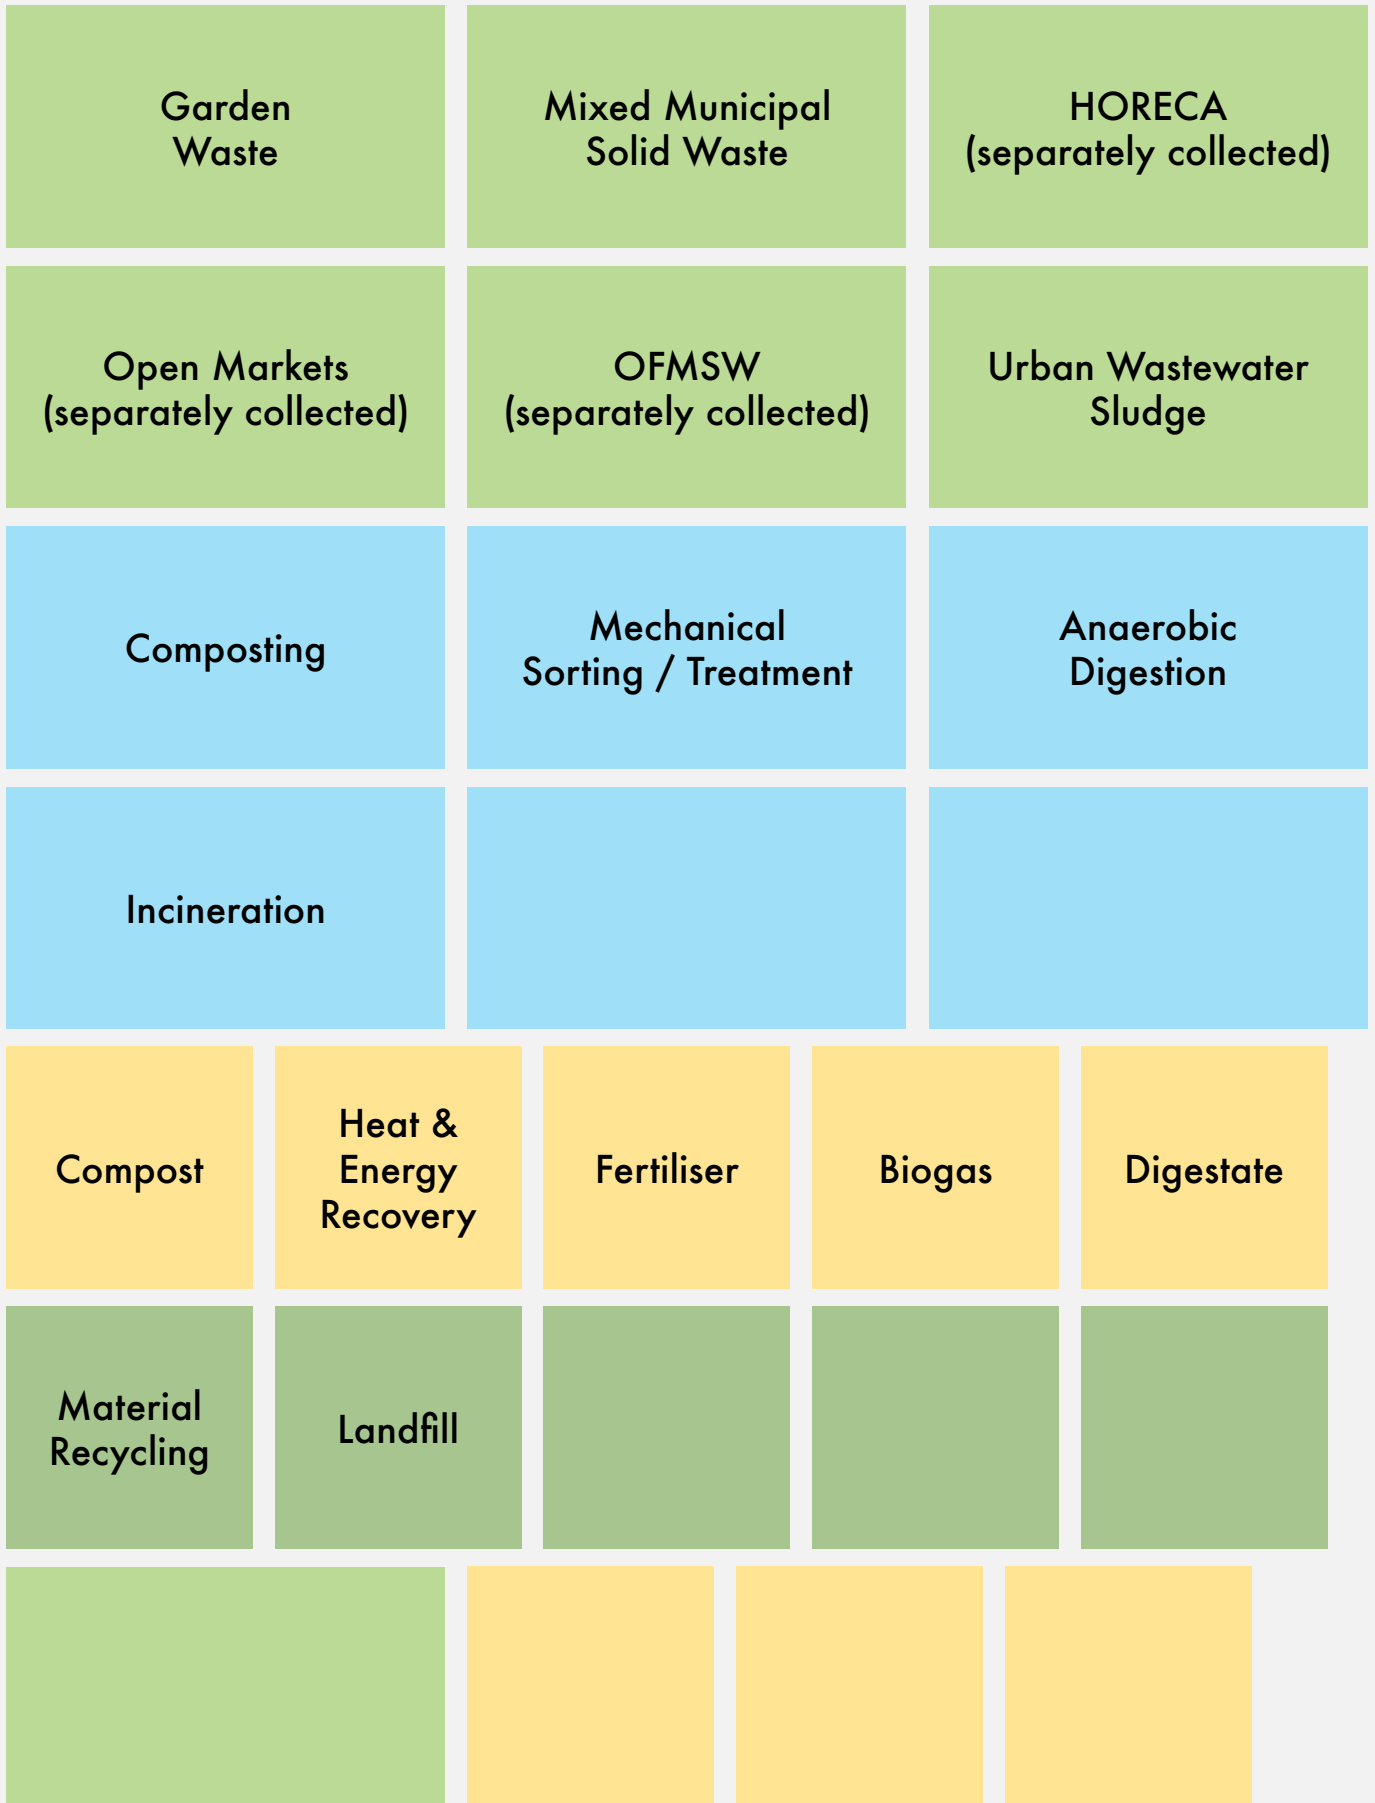 Garden
Waste
Mixed Municipal
Solid Waste
HORECA
(separately collected)
Open Markets
(separately collected)
OFMSW
(separately collected)
Urban Wastewater
Sludge
Composting
Mechanical
Sorting / Treatment
Anaerobic
Digestion
Incineration
Compost
Heat &
Energy
Recovery
Fertiliser
Biogas
Digestate
Material
Recycling
Landfill